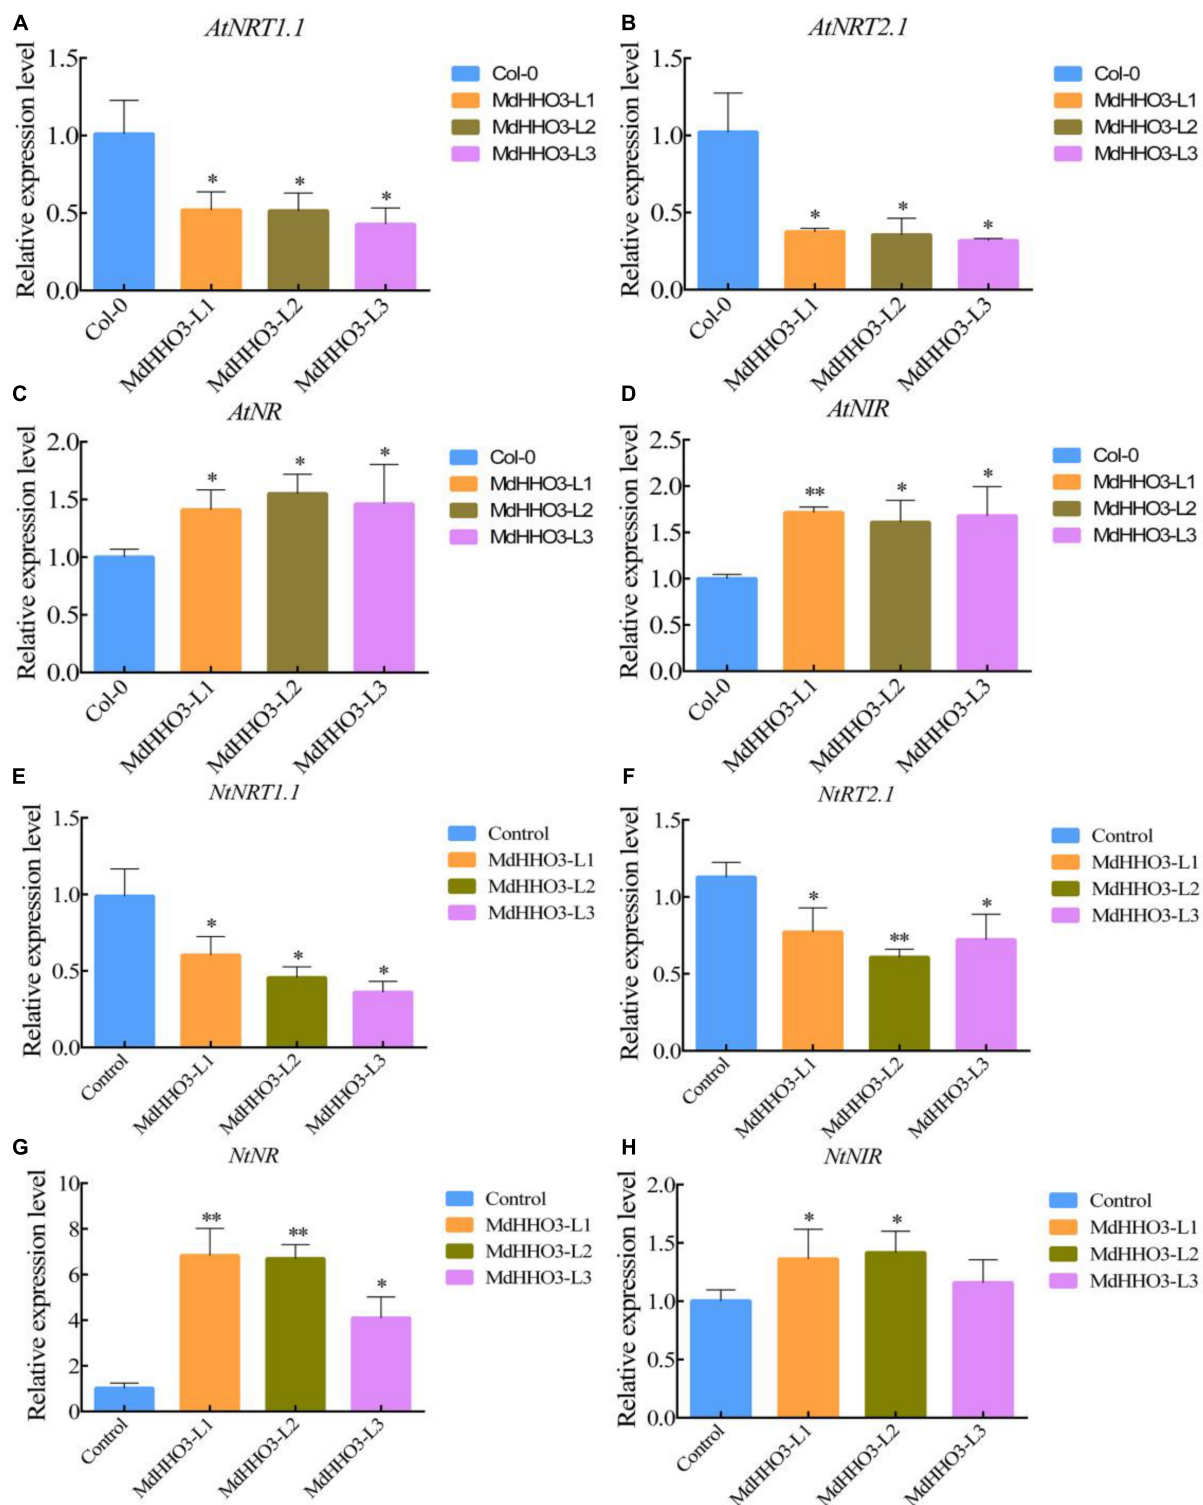 A
AtNRT1.1
Relative expression level
1.5
1.0
0.5
0.0
Col-0
MdHHO3-L1
MdHHO3-L2
MdHHO3-L3
* * *
Col-0
MdHHO3-L1
MdHHO3-L2
MdHHO3-L3
B
AtNRT2.1
Relative expression level
1.5
1.0
0.5
0.0
Col-0
MdHHO3-L1
MdHHO3-L2
MdHHO3-L3
* * *
Col-0
MdHHO3-L1
MdHHO3-L2
MdHHO3-L3
C
AtNR
Relative expression level
2.0
1.5
1.0
0.5
0.0
Col-0
MdHHO3-L1
MdHHO3-L2
MdHHO3-L3
* * *
Col-0
MdHHO3-L1
MdHHO3-L2
MdHHO3-L3
D
AtNIR
Relative expression level
2.5
2.0
1.5
1.0
0.5
0.0
Col-0
MdHHO3-L1
MdHHO3-L2
MdHHO3-L3
** * *
Col-0
MdHHO3-L1
MdHHO3-L2
MdHHO3-L3
E
NtNRT1.1
Relative expression level
1.5
1.0
0.5
0.0
Control
MdHHO3-L1
MdHHO3-L2
MdHHO3-L3
* * *
Control
MdHHO3-L1
MdHHO3-L2
MdHHO3-L3
F
NtRT2.1
Relative expression level
1.5
1.0
0.5
0.0
Control
MdHHO3-L1
MdHHO3-L2
MdHHO3-L3
* ** *
Control
MdHHO3-L1
MdHHO3-L2
MdHHO3-L3
G
NtNR
Relative expression level
10
8
6
4
2
0
Control
MdHHO3-L1
MdHHO3-L2
MdHHO3-L3
** ** *
Control
MdHHO3-L1
MdHHO3-L2
MdHHO3-L3
H
NtNIR
Relative expression level
2.0
1.5
1.0
0.5
0.0
Control
MdHHO3-L1
MdHHO3-L2
MdHHO3-L3
* *
Control
MdHHO3-L1
MdHHO3-L2
MdHHO3-L3